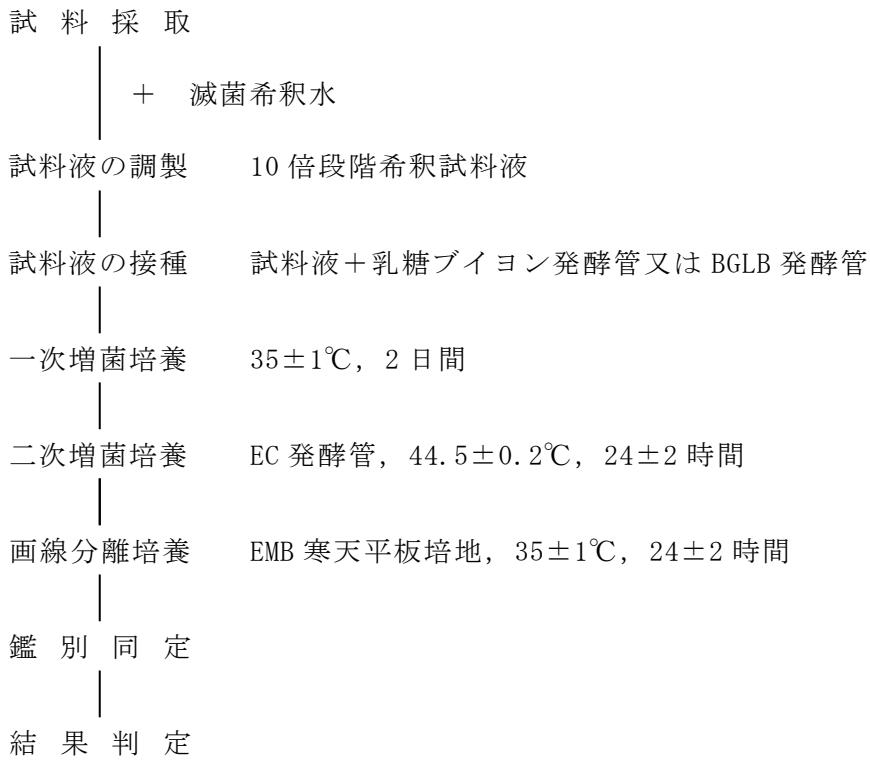 試 料 採 取
＋ 滅菌希釈水
試料液の調製 10 倍段階希釈試料液
試料液の接種 試料液＋乳糖ブイヨン発酵管又は BGLB 発酵管
一次増菌培養 35±1℃, 2 日間
二次増菌培養 EC 発酵管, 44.5±0.2℃, 24±2 時間
画線分離培養 EMB 寒天平板培地, 35±1℃, 24±2 時間
鑑 別 同 定
結 果 判 定